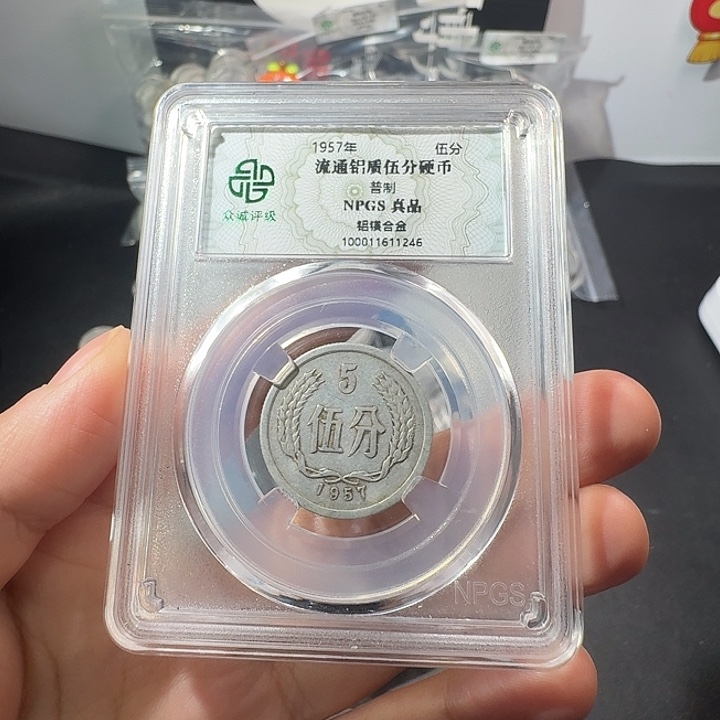 1957年 伍分
流通铝质伍分硬币
普制
NPGS 真品
铝镁合金
100011611246
众诚评级
5
伍分
1957
NPGS